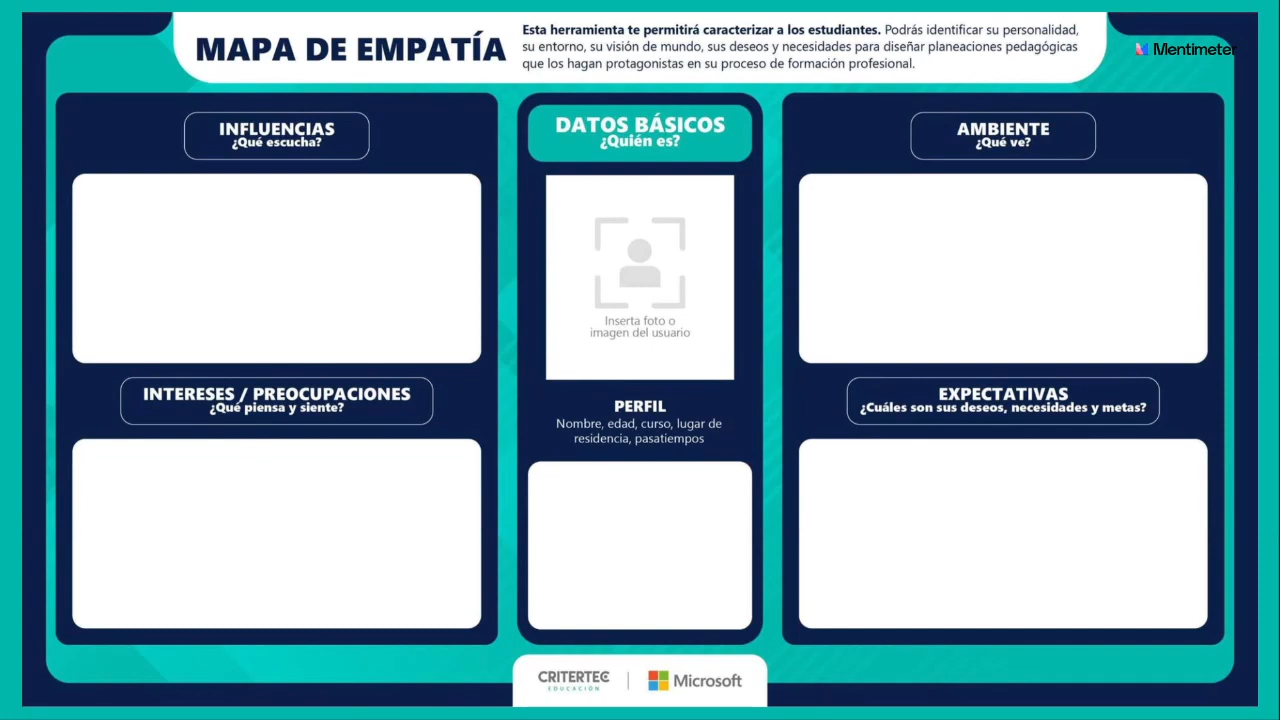 MAPA DE EMPATÍA
Esta herramienta te permitirá caracterizar a los estudiantes. Podrás identificar su personalidad,
su entorno, su visión de mundo, sus deseos y necesidades para diseñar planeaciones pedagógicas
que los hagan protagonistas en su proceso de formación profesional.
Mentimeter
INFLUENCIAS
¿Qué escucha?
INTERESES / PREOCUPACIONES
¿Qué piensa y siente?
DATOS BÁSICOS
¿Quién es?
Inserta foto o
imagen del usuario
PERFIL
Nombre, edad, curso, lugar de
residencia, pasatiempos
AMBIENTE
¿Qué ve?
EXPECTATIVAS
¿Cuáles son sus deseos, necesidades y metas?
CRITERTEC
EDUCACIÓN
Microsoft